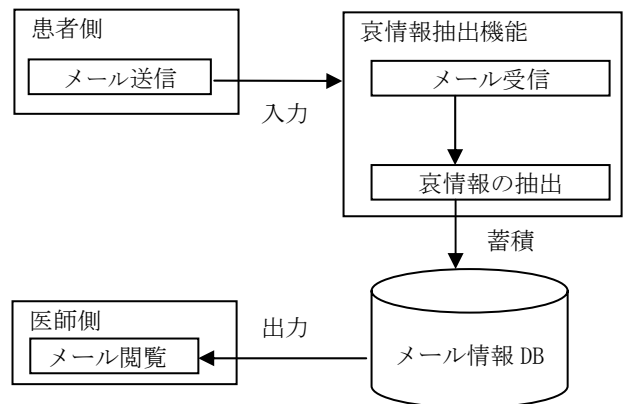 患者側
メール送信
入力
哀情報抽出機能
メール受信
哀情報の抽出
蓄積
メール情報 DB
出力
医師側
メール閲覧